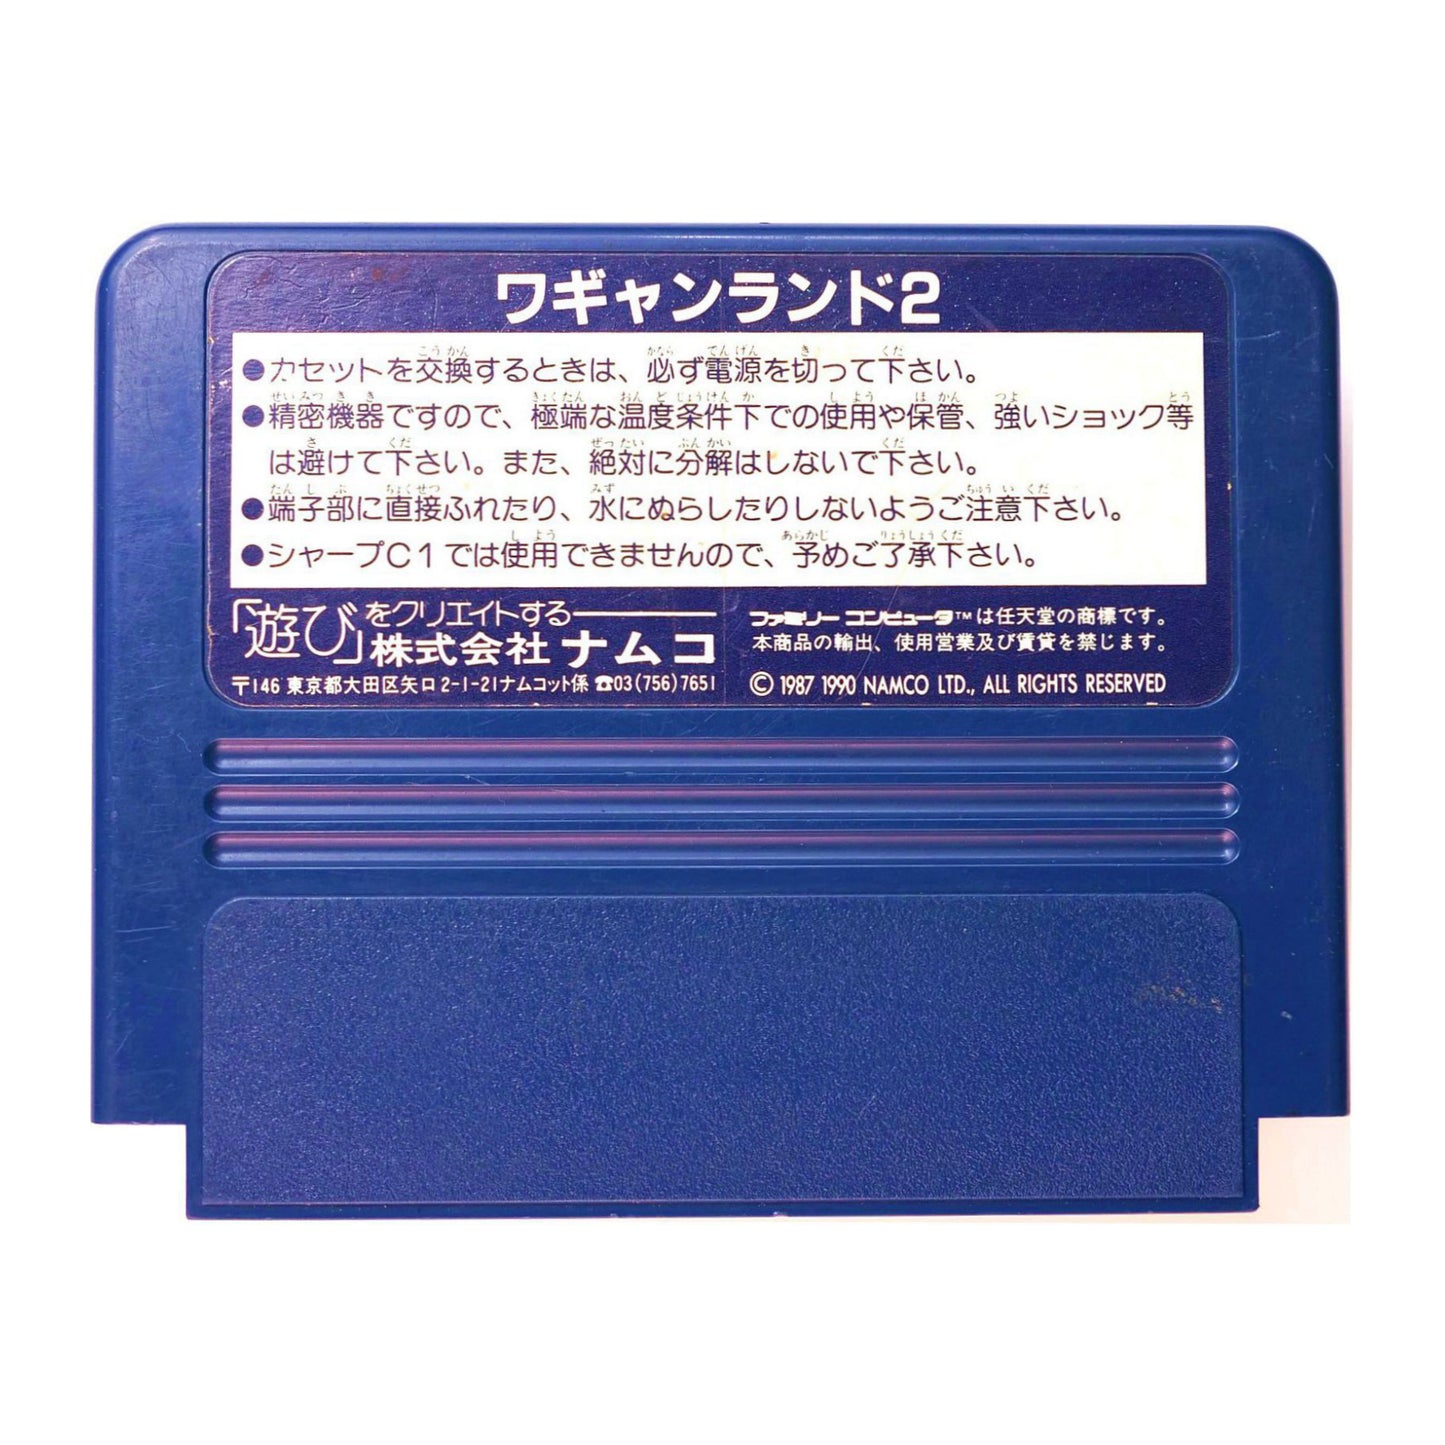 ワギャンランド2
●カセットを交換するときは、必ず電源を切って下さい。
●精密機器ですので、極端な温度条件下での使用や保管、強いショック等
は避けて下さい。また、絶対に分解はしないで下さい。
●端子部に直接ふれたり、水にぬらしたりしないようご注意下さい。
●シャープC1では使用できませんので、予めご了承下さい。
「遊び」をクリエイトする
株式会社ナムコ
〒146 東京都大田区矢口2-1-21ナムコット係 ☎03(756)7651
ファミリーコンピュータ™は任天堂の商標です。
本商品の輸出、使用営業及び賃貸を禁じます。
© 1987 1990 NAMCO LTD., ALL RIGHTS RESERVED